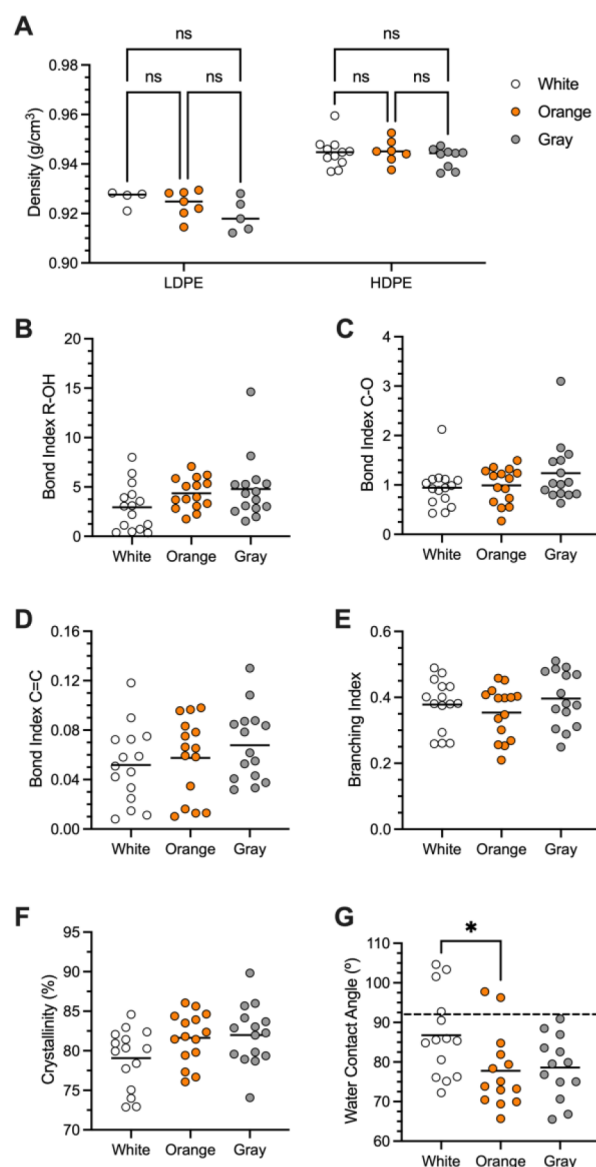 A
ns
ns
ns
ns
ns
ns
0.98
0.96
0.94
0.92
0.90
Density (g/cm³)
LDPE
HDPE
White
Orange
Gray
B
20
15
10
5
0
Bond Index R-OH
White
Orange
Gray
C
4
3
2
1
0
Bond Index C-O
White
Orange
Gray
D
0.16
0.12
0.08
0.04
0.00
Bond Index C=C
White
Orange
Gray
E
0.6
0.4
0.2
0.0
Branching Index
White
Orange
Gray
F
95
90
85
80
75
70
Crystallinity (%)
White
Orange
Gray
G
*
110
100
90
80
70
60
Water Contact Angle (º)
White
Orange
Gray